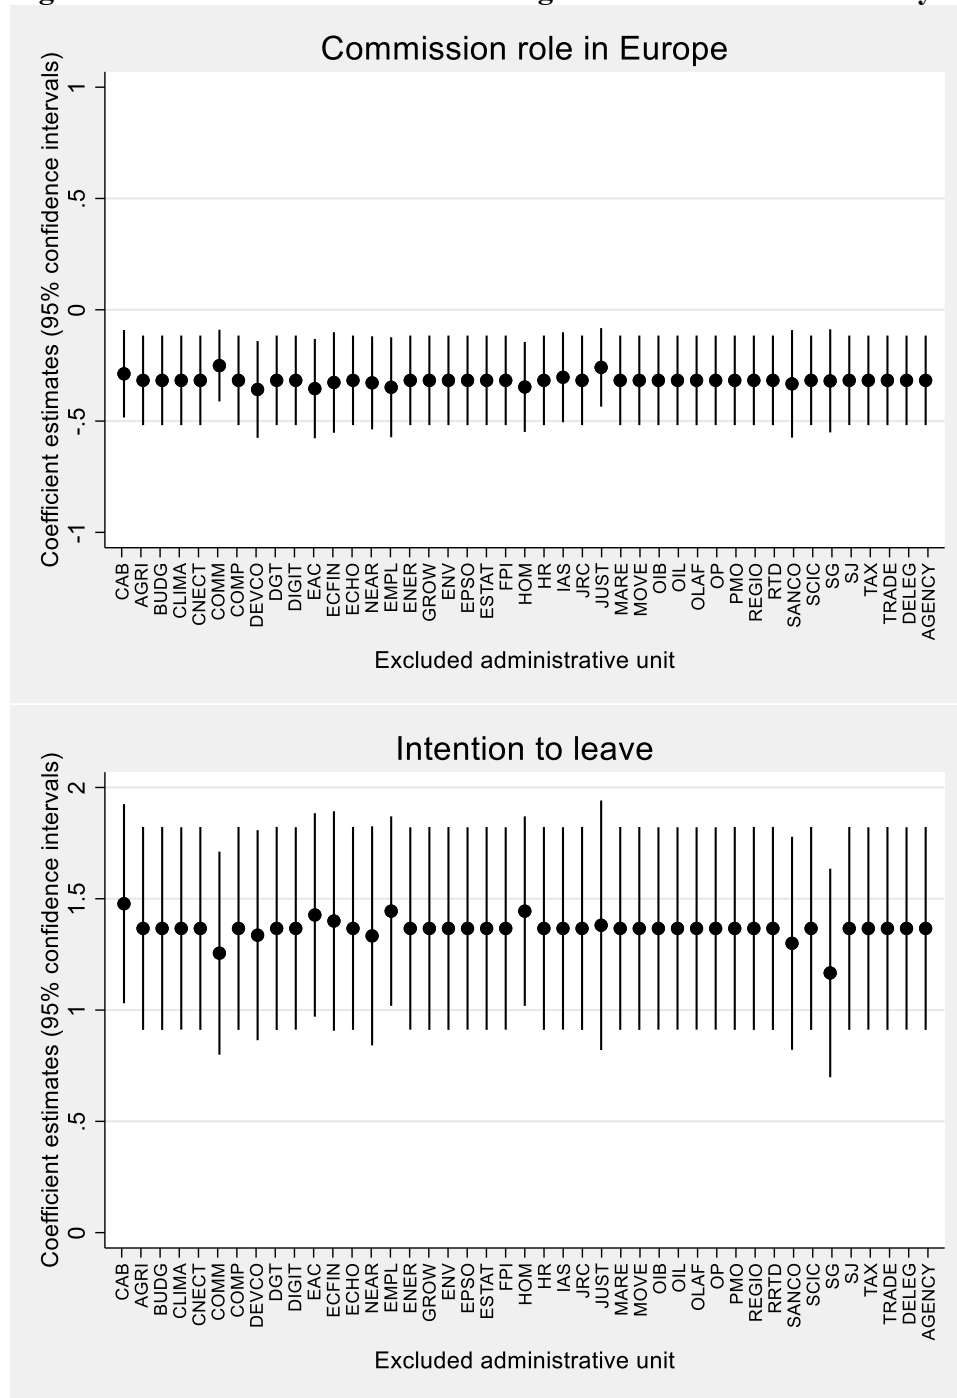 Commission role in Europe
Coefficient estimates (95% confidence intervals)
1
.5
0
-.5
-1
CAB
AGRI
BUDG
CLIMA
CNECT
COMM
COMP
DEVCO
DGT
DIGIT
EAC
ECFIN
ECHO
NEAR
EMPL
ENER
GROW
ENV
EPSO
ESTAT
FPI
HOM
HR
IAS
JRC
JUST
MARE
MOVE
OIB
OIL
OLAF
OP
PMO
REGIO
RTD
SANCO
SCIC
SG
SJ
TAX
TRADE
DELEG
AGENCY
Excluded administrative unit
Intention to leave
Coefficient estimates (95% confidence intervals)
2
1.5
1
.5
0
CAB
AGRI
BUDG
CLIMA
CNECT
COMM
COMP
DEVCO
DGT
DIGIT
EAC
ECFIN
ECHO
NEAR
EMPL
ENER
GROW
ENV
EPSO
ESTAT
FPI
HOM
HR
IAS
JRC
JUST
MARE
MOVE
OIB
OIL
OLAF
OP
PMO
REGIO
RRTD
SANCO
SCIC
SG
SJ
TAX
TRADE
DELEG
AGENCY
Excluded administrative unit